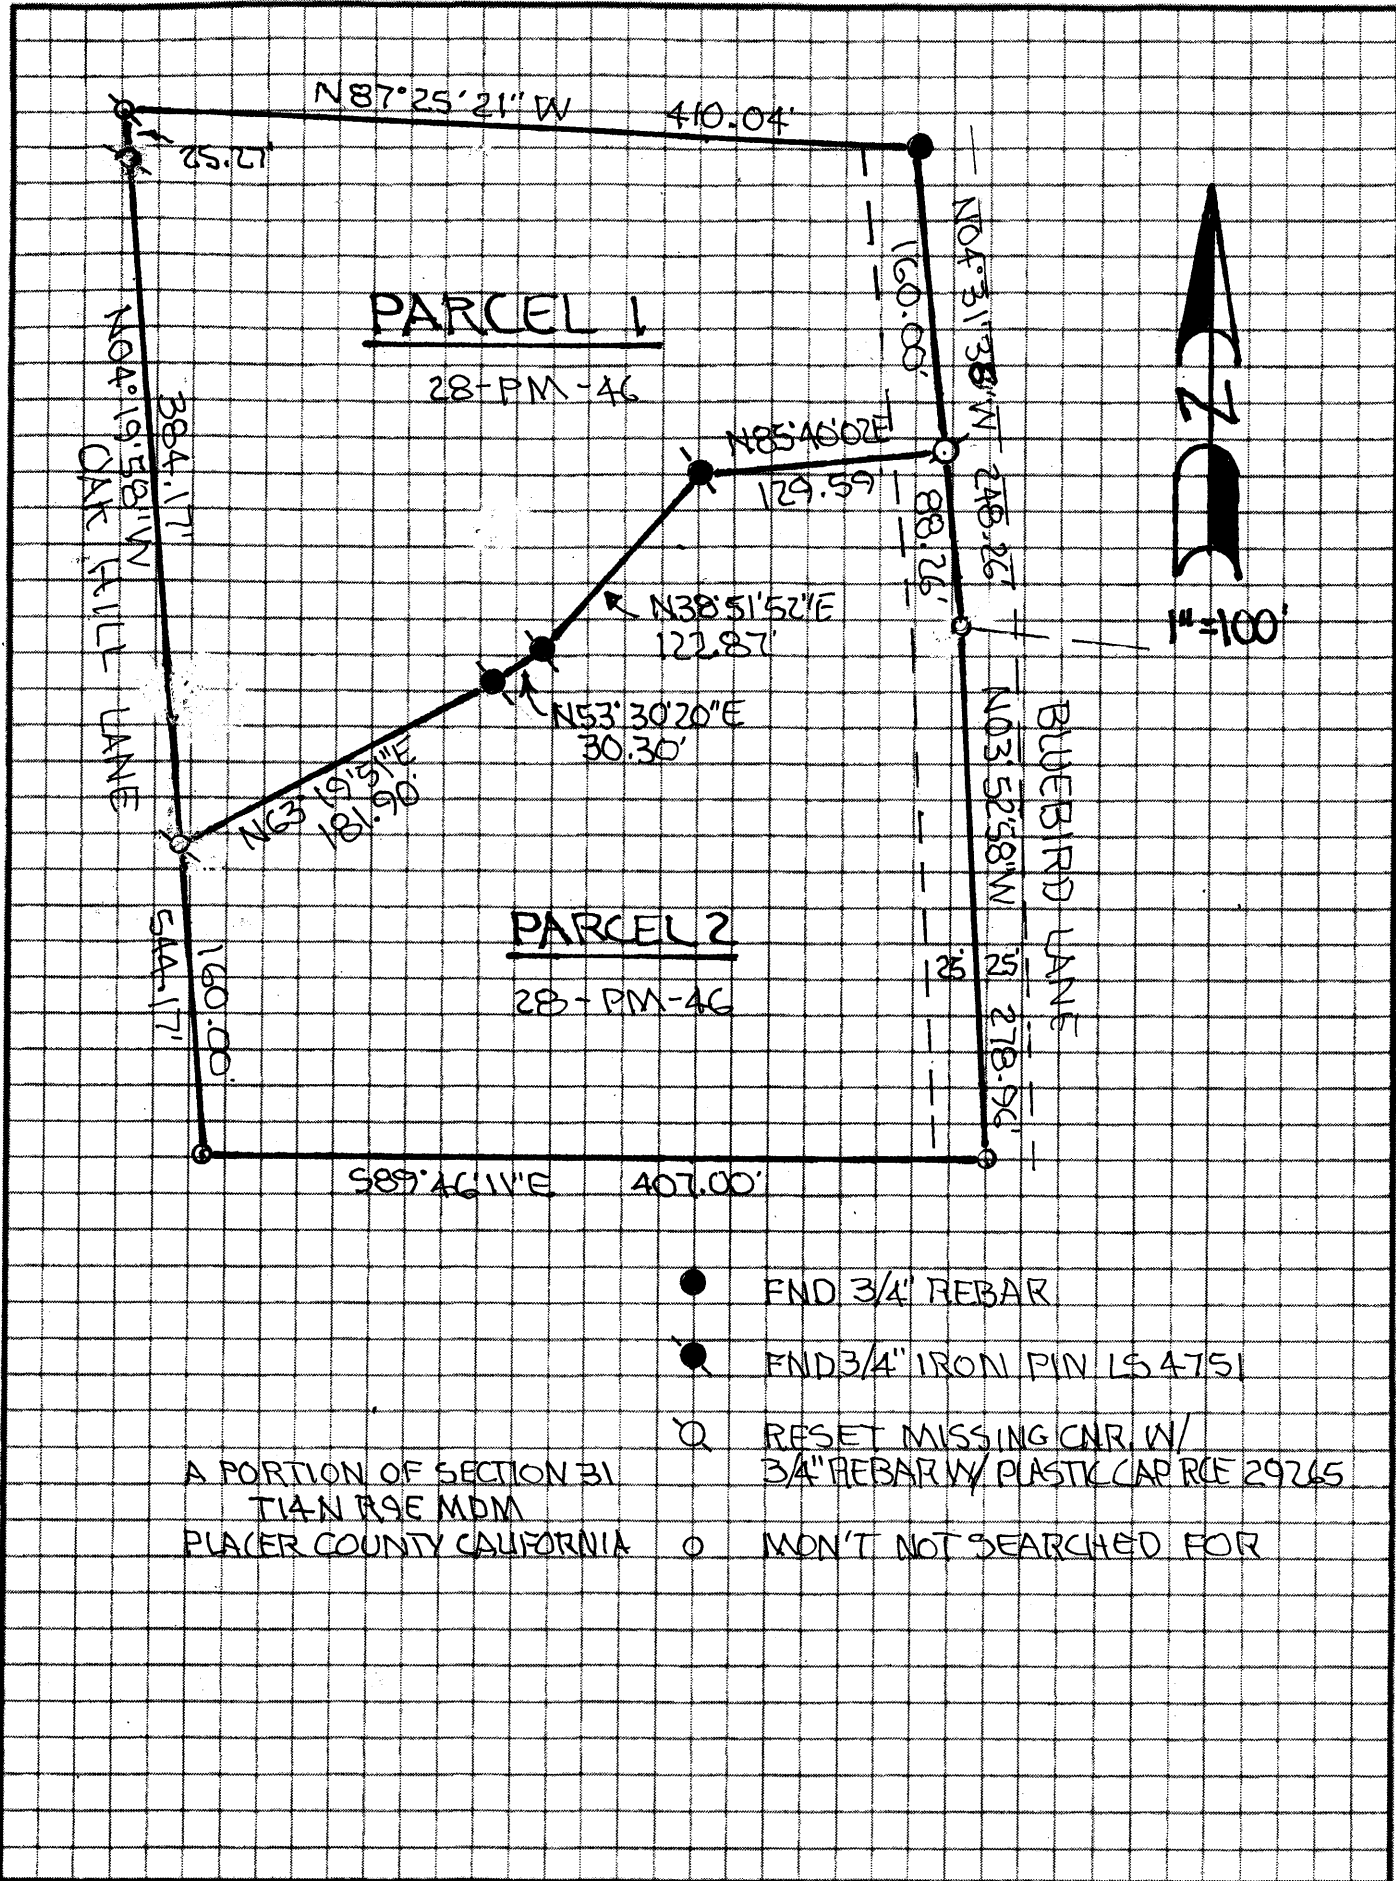 N87°25'21" W 410.04'
25.27'
N04°31'38"W 248.26'
160.00'
PARCEL 1
28-PM-46
N
1"=100'
N04°19'58"W
384.17'
OAK HILL LANE
N85°40'02E
129.59'
88.26'
N38°51'52"E
122.87'
N53°30'20"E
30.30'
N63°19'51"E
181.90'
BLUEBIRD LANE
N03°52'58"W 278.96'
PARCEL 2
28-PM-46
25' 25'
544.17'
160.00'
S89°46'11"E 407.00'
FND 3/4" REBAR
FND 3/4" IRON PIN LS 4751
RESET MISSING CNR. W/
3/4" REBAR W/ PLASTIC CAP RCE 29265
MON'T NOT SEARCHED FOR
A PORTION OF SECTION 31
T14N R9E MDM
PLACER COUNTY CALIFORNIA